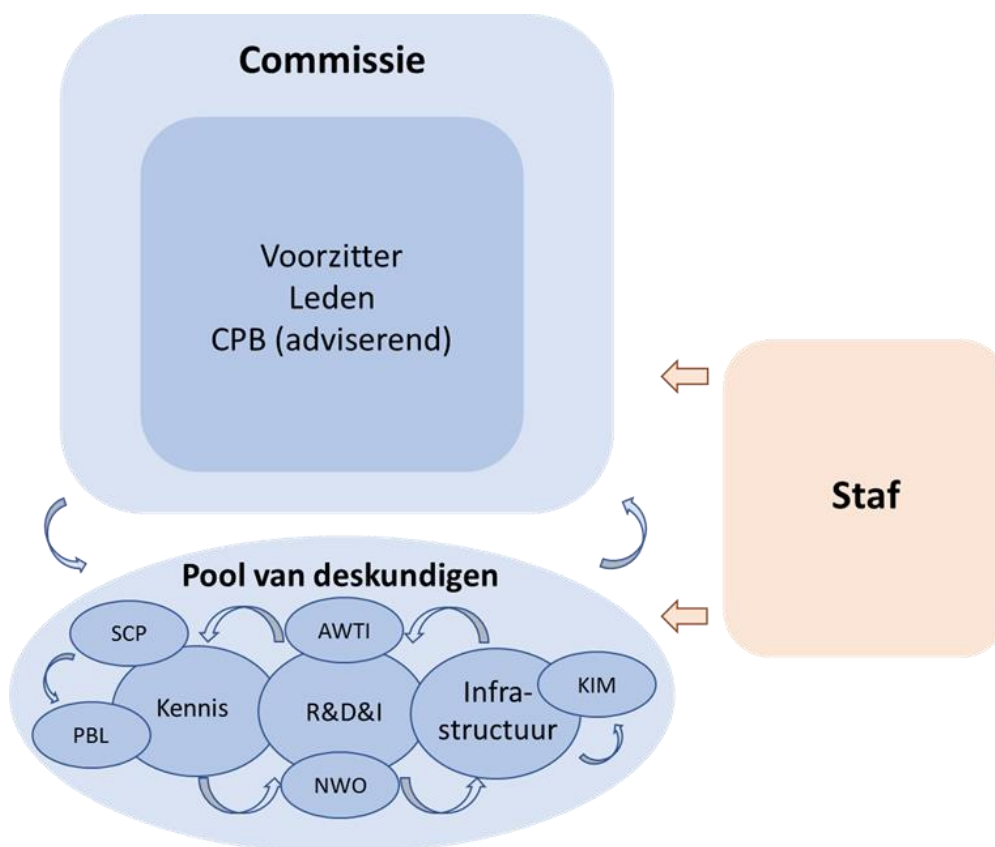 Commissie
Voorzitter
Leden
CPB (adviserend)
Staf
Pool van deskundigen
SCP
AWTI
KIM
Kennis
R&D&I
Infra-
structuur
PBL
NWO